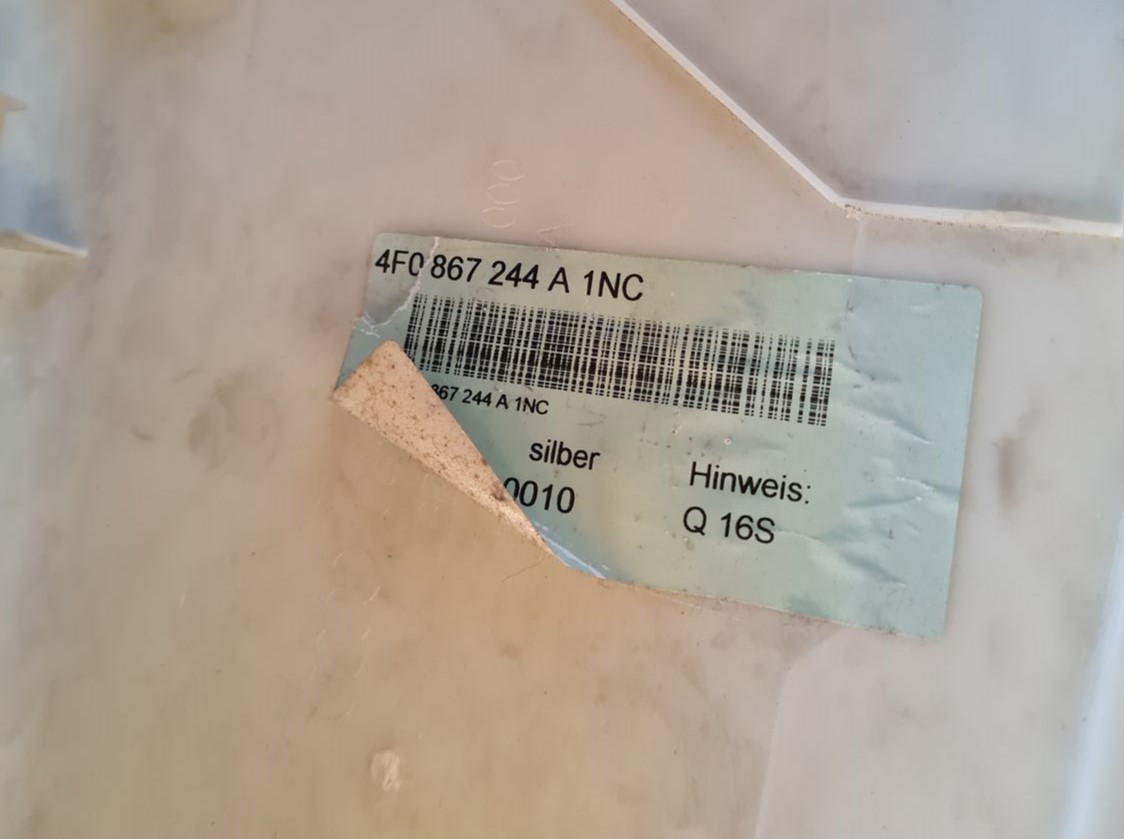 4F0 867 244 A 1NC
867 244 A 1NC
silber
0010
Hinweis:
Q 16S